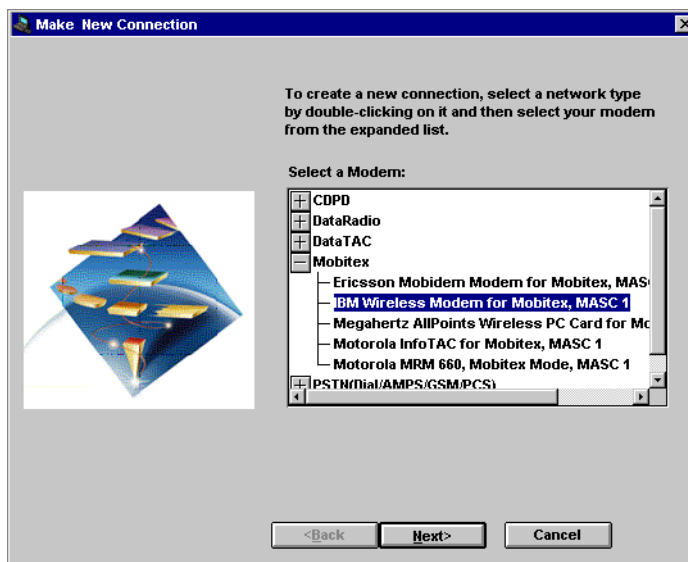 Make New Connection
To create a new connection, select a network type
by double-clicking on it and then select your modem
from the expanded list.
Select a Modem:
CDPD
DataRadio
DataTAC
Mobitex
Ericsson Mobidem Modem for Mobitex, MASC
IBM Wireless Modem for Mobitex, MASC 1
Megahertz AllPoints Wireless PC Card for Mo
Motorola InfoTAC for Mobitex, MASC 1
Motorola MRM 660, Mobitex Mode, MASC 1
PSTN(Dial/AMPS/GSM/PCS)
<Back Next> Cancel